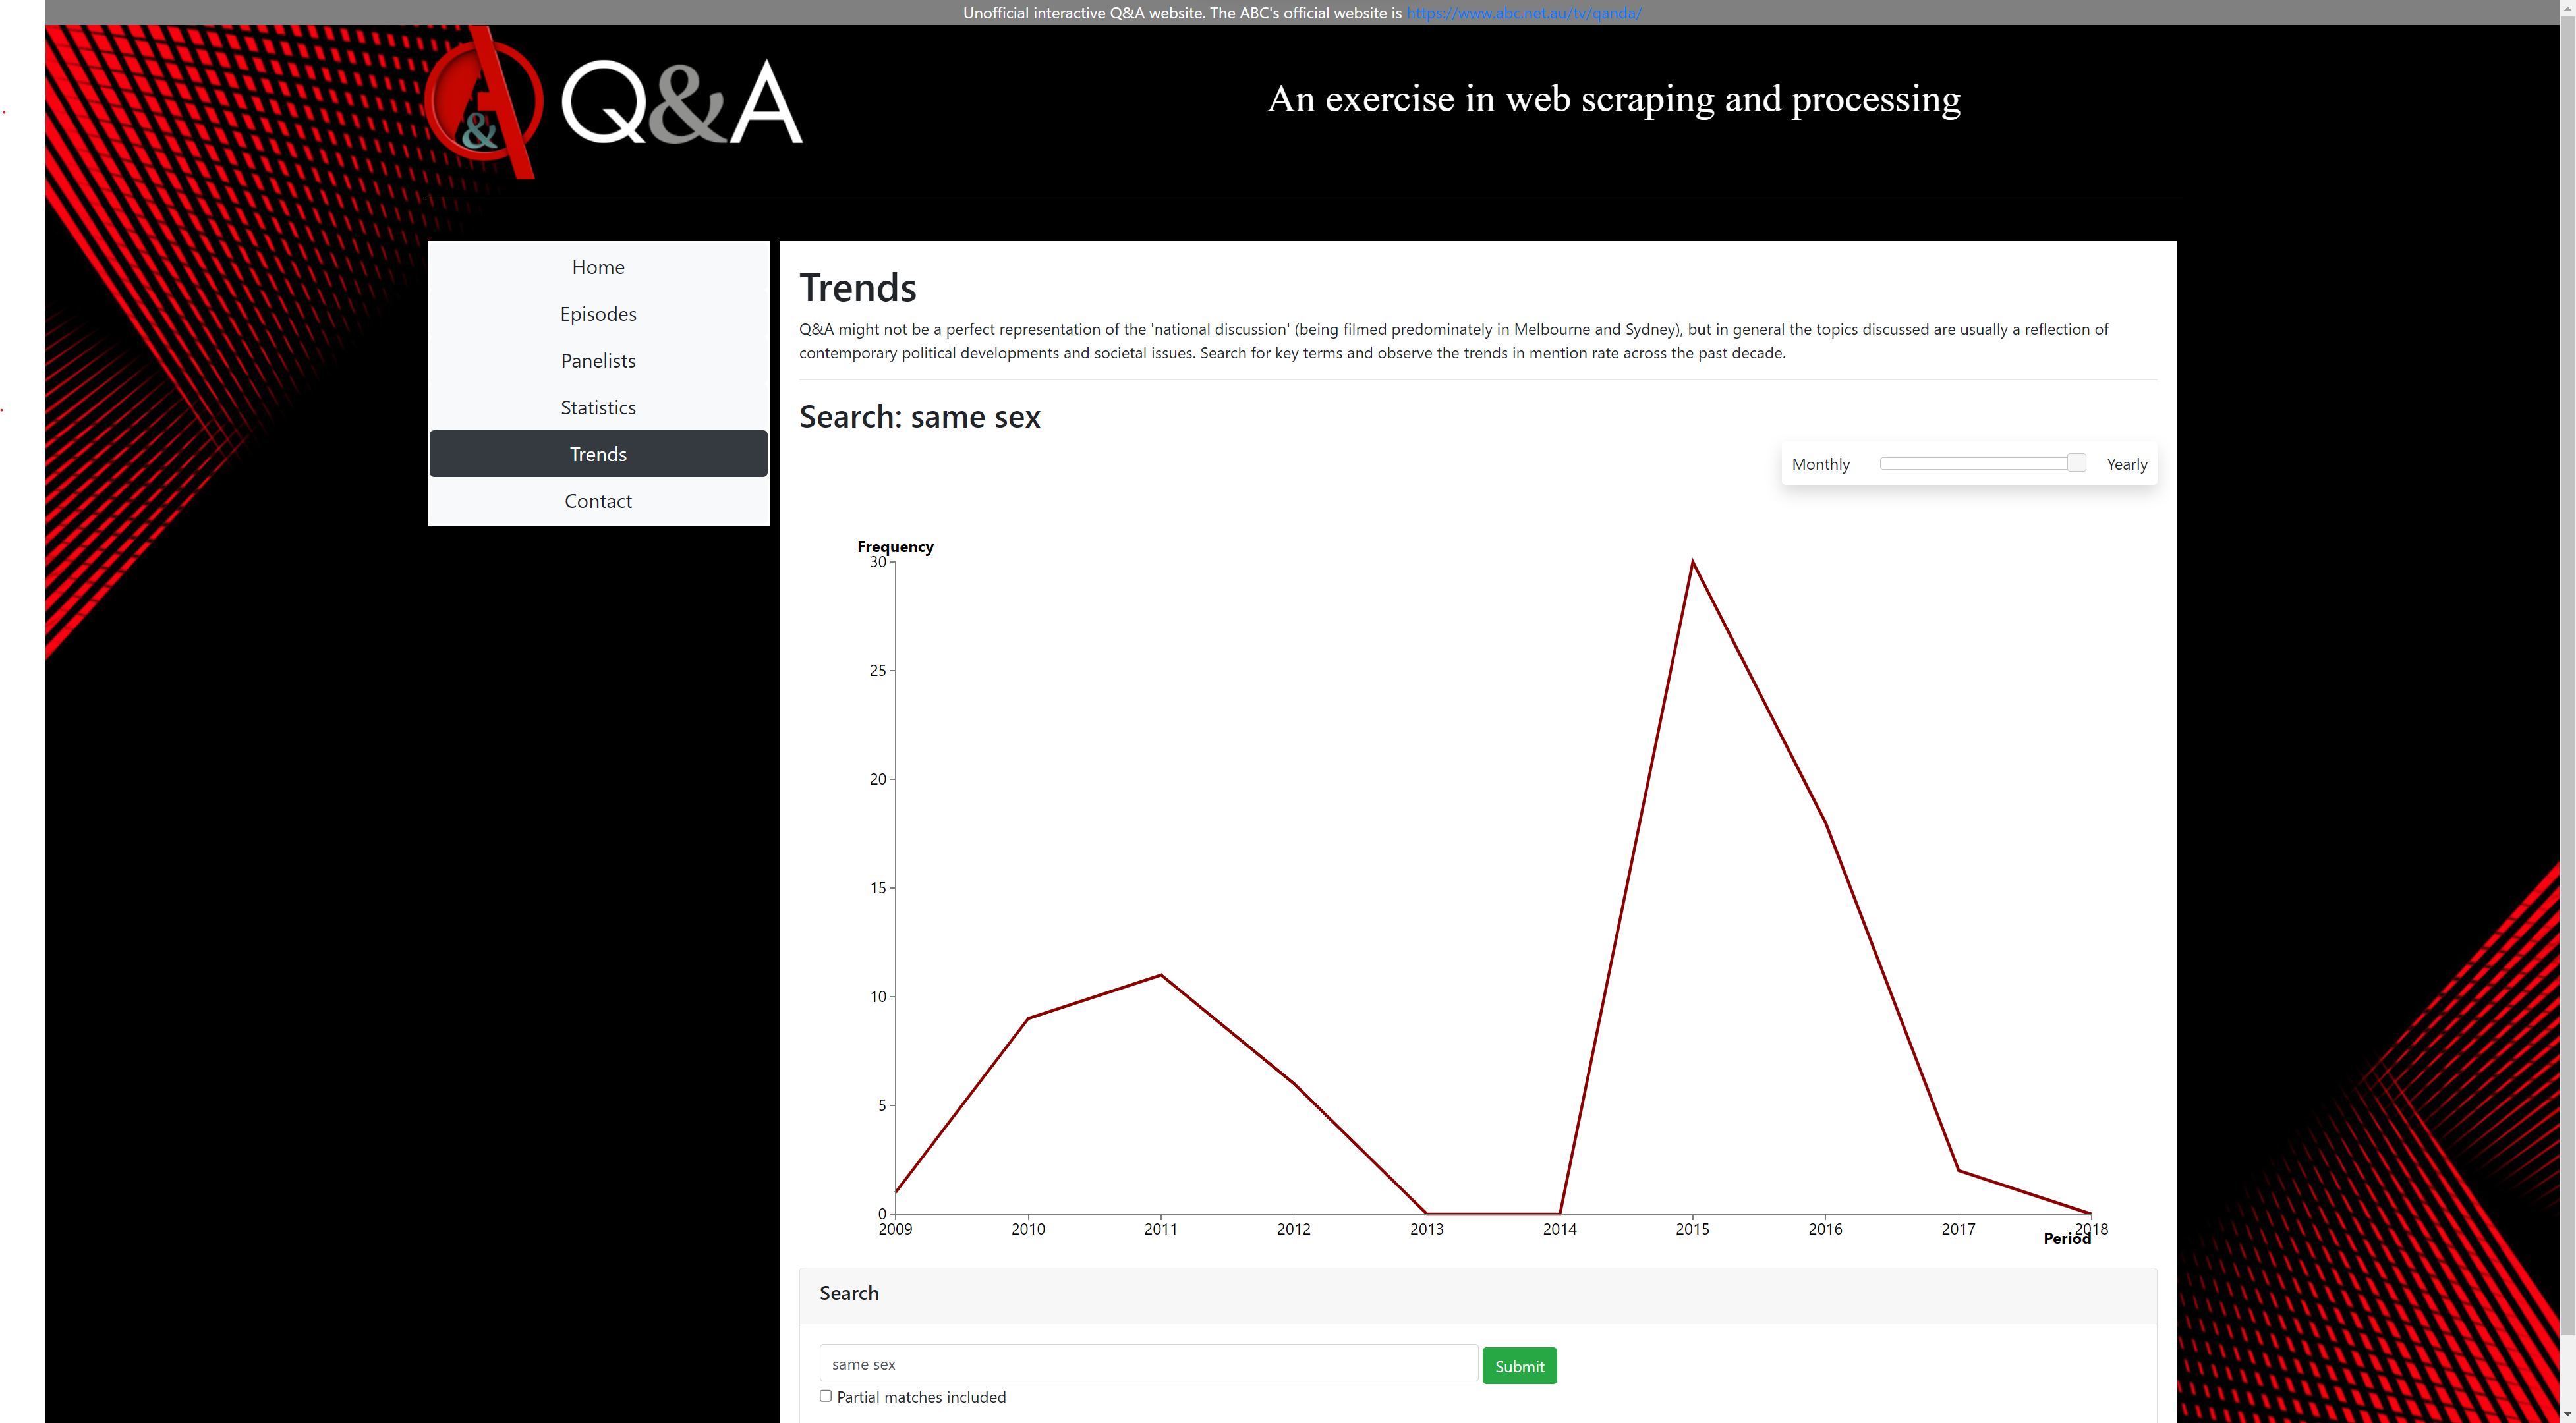 Unofficial interactive Q&A website. The ABC's official website is https://www.abc.net.au/tv/qanda/
& Q&A
An exercise in web scraping and processing
Home
Episodes
Panelists
Statistics
Trends
Contact
Trends
Q&A might not be a perfect representation of the 'national discussion' (being filmed predominately in Melbourne and Sydney), but in general the topics discussed are usually a reflection of
contemporary political developments and societal issues. Search for key terms and observe the trends in mention rate across the past decade.
Search: same sex
Monthly Yearly
Frequency
30
25
20
15
10
5
0
2009 2010 2011 2012 2013 2014 2015 2016 2017 2018
Period
Search
same sex Submit
Partial matches included